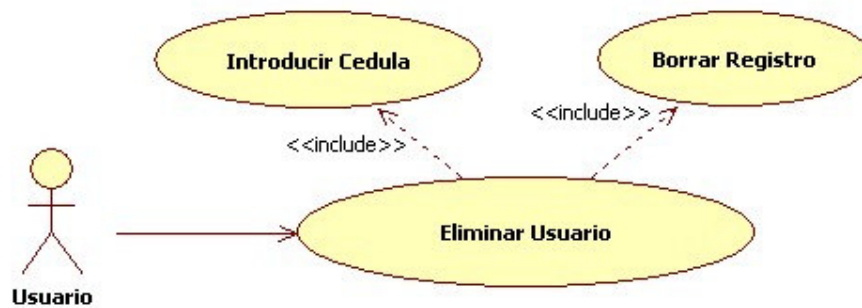 Introducir Cedula
Borrar Registro
<<include>>
<<include>>
Eliminar Usuario
Usuario